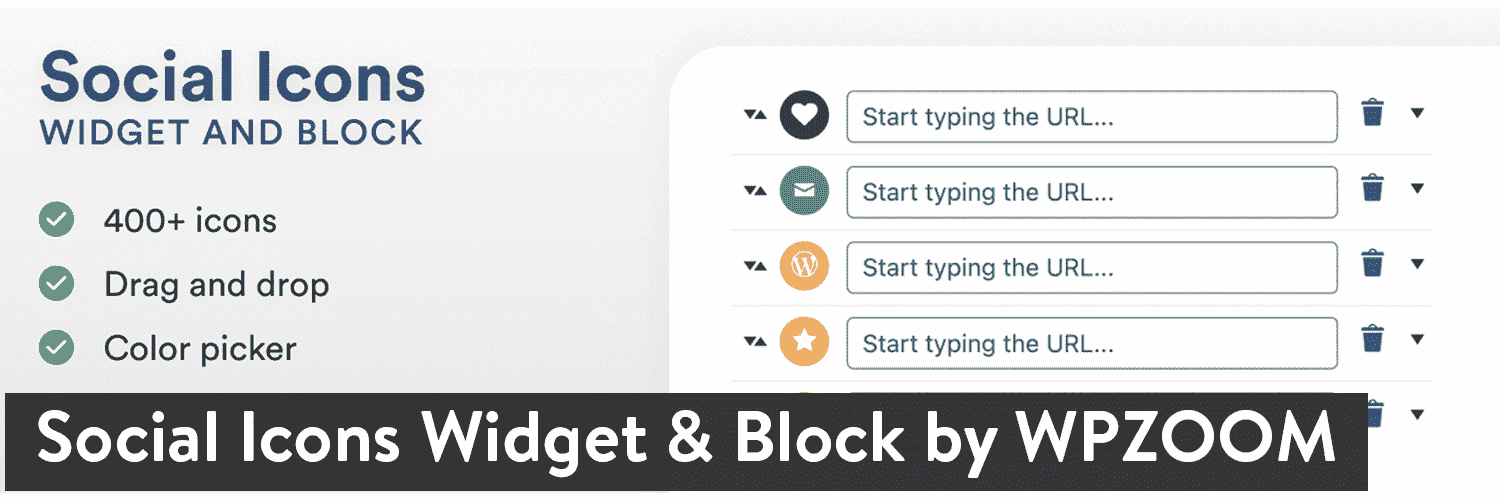 Social Icons
WIDGET AND BLOCK
400+ icons
Drag and drop
Color picker
Start typing the URL...
Start typing the URL...
Start typing the URL...
Start typing the URL...
Social Icons Widget & Block by WPZOOM